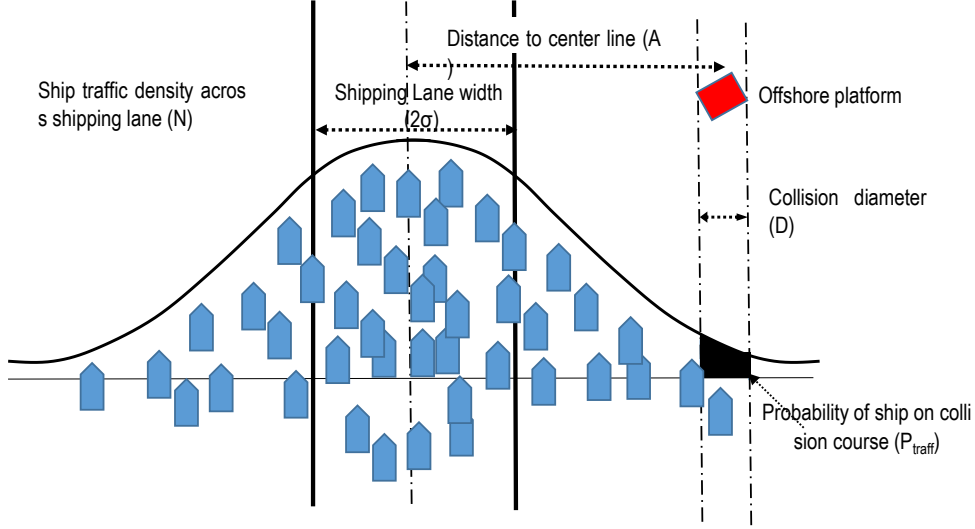 Distance to center line (A
)
Ship traffic density acros
s shipping lane (N)
Shipping Lane width
(2σ)
Offshore platform
Collision diameter
(D)
Probability of ship on colli
sion course (Ptraff)